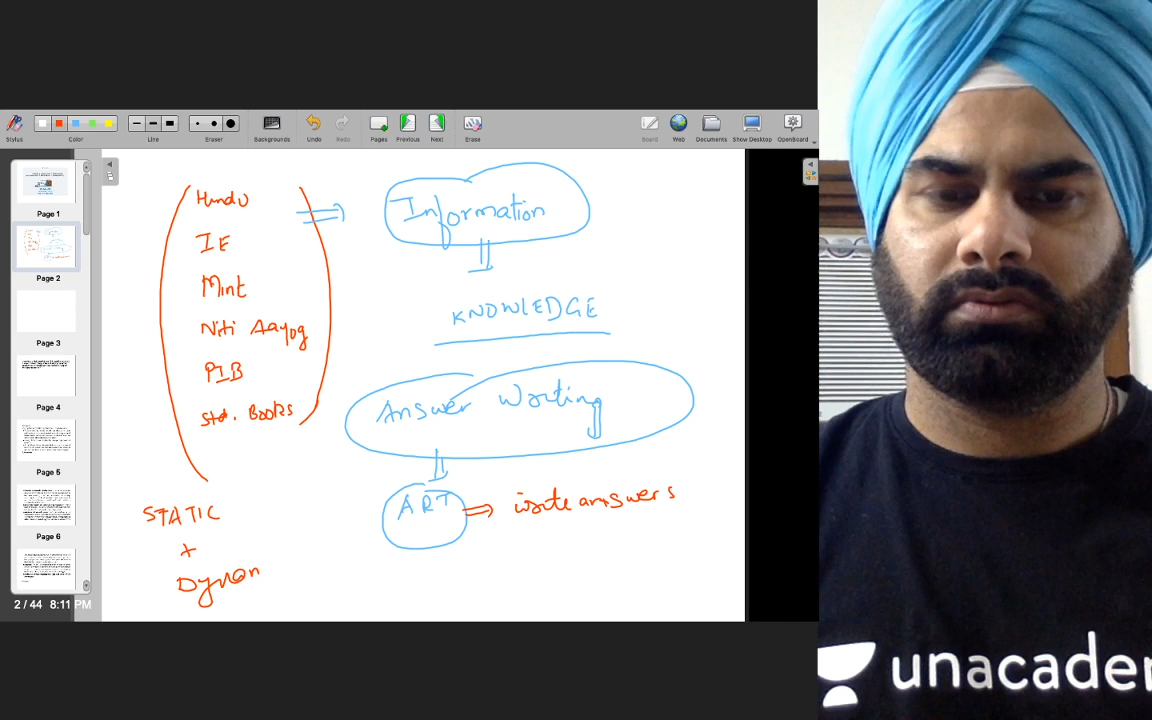 Stylus
Color
Line
Eraser
Backgrounds
Undo
Redo
Pages
Previous
Next
Erase
Board
Web
Documents
Show Desktop
OpenBoard
Page 1
Page 2
Page 3
Page 4
Page 5
Page 6
2 / 44 8:11 PM
Hindu
IE
Mint
Niti Aayog
PIB
Std. Books
STATIC
+
Dynam
Information
KNOWLEDGE
Answer Writing
ART ⇒ write answers
unacadem